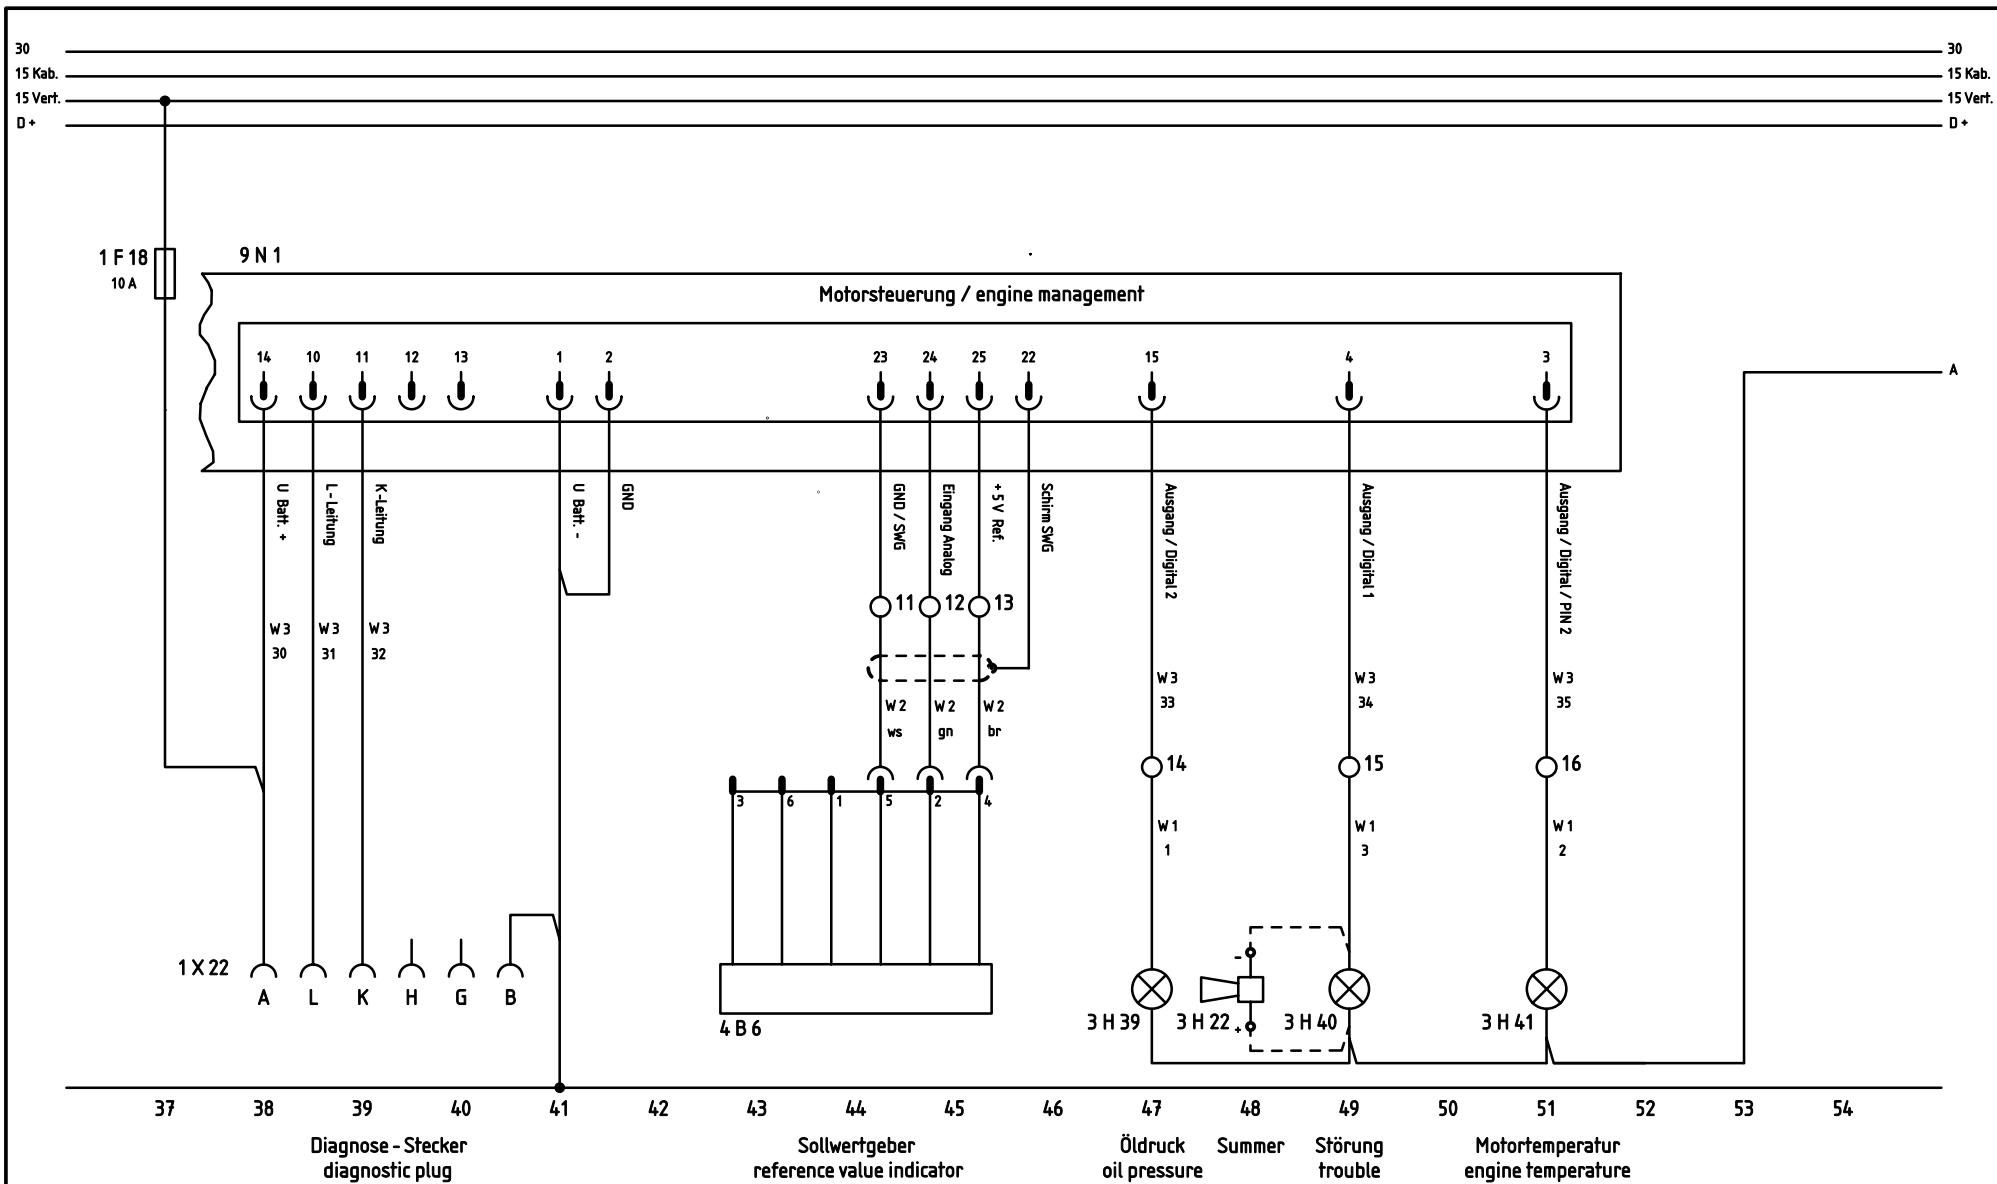 30 30
15 Kab. 15 Kab.
15 Vert. 15 Vert.
D + D +
1 F 18 9 N 1
10 A
Motorsteuerung / engine management
14 10 11 12 13 1 2 23 24 25 22 15 4 3
A
U Batt. +
L-Leitung
K-Leitung
U Batt. -
GND
GND / SWG
Eingang Analog
+ 5 V Ref.
Schirm SWG
Ausgang / Digital 2
Ausgang / Digital 1
Ausgang / Digital / PIN 2
11 12 13
W 3 W 3 W 3
30 31 32
W 3 W 3 W 3
33 34 35
W 2 W 2 W 2
ws gn br
14 15 16
3 6 1 5 2 4
W 1 W 1 W 1
1 3 2
1 X 22
A L K H G B
-
+
3 H 39 3 H 22 3 H 40 3 H 41
4 B 6
37 38 39 40 41 42 43 44 45 46 47 48 49 50 51 52 53 54
Diagnose - Stecker Sollwertgeber Öldruck Summer Störung Motortemperatur
diagnostic plug reference value indicator oil pressure trouble engine temperature